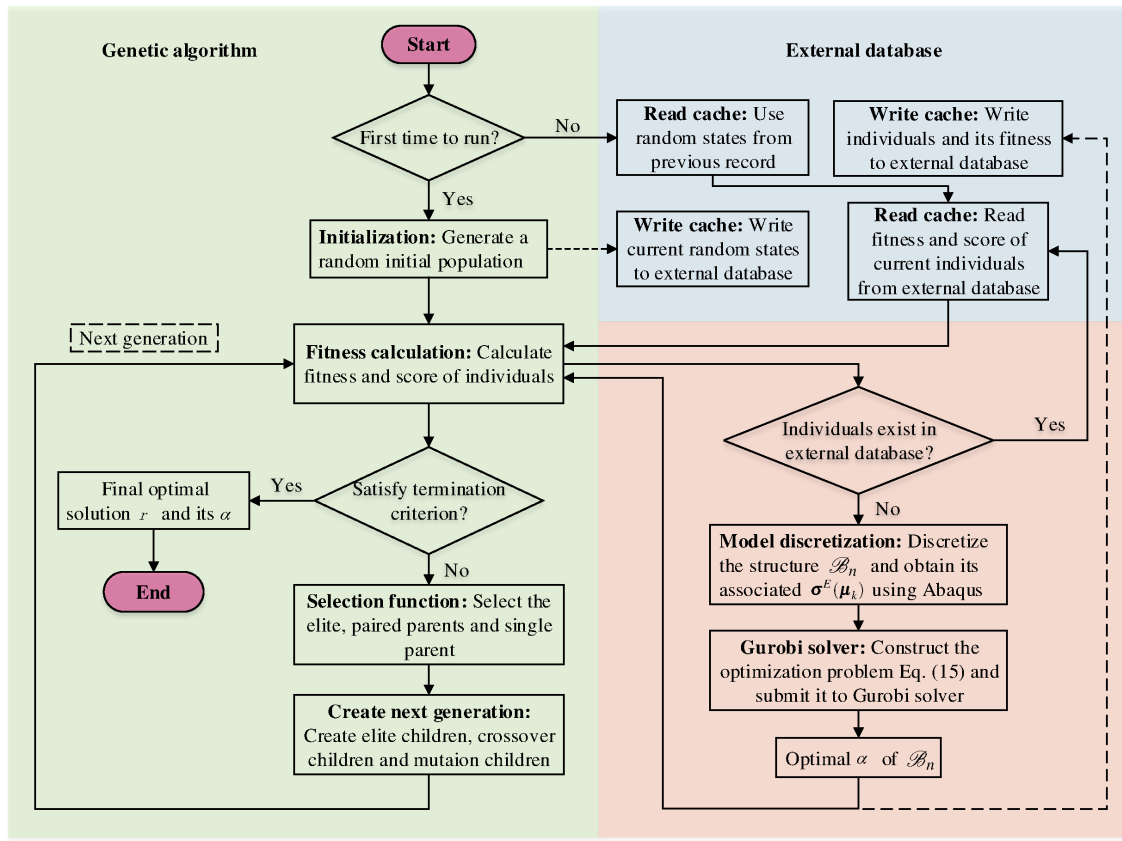 Genetic algorithm
Start
External database
First time to run?
No
Yes
Read cache: Use
random states from
previous record
Write cache: Write
individuals and its fitness
to external database
Initialization: Generate a
random initial population
Write cache: Write
current random states
to external database
Read cache: Read
fitness and score of
current individuals
from external database
Next generation
Fitness calculation: Calculate
fitness and score of individuals
Individuals exist in
external database?
Yes
No
Satisfy termination
criterion?
Yes
No
Final optimal
solution r and its α
End
Selection function: Select the
elite, paired parents and single
parent
Create next generation:
Create elite children, crossover
children and mutaion children
Model discretization: Discretize
the structure ℬn and obtain its
associated σᴱ(μk) using Abaqus
Gurobi solver: Construct the
optimization problem Eq. (15) and
submit it to Gurobi solver
Optimal α of ℬn